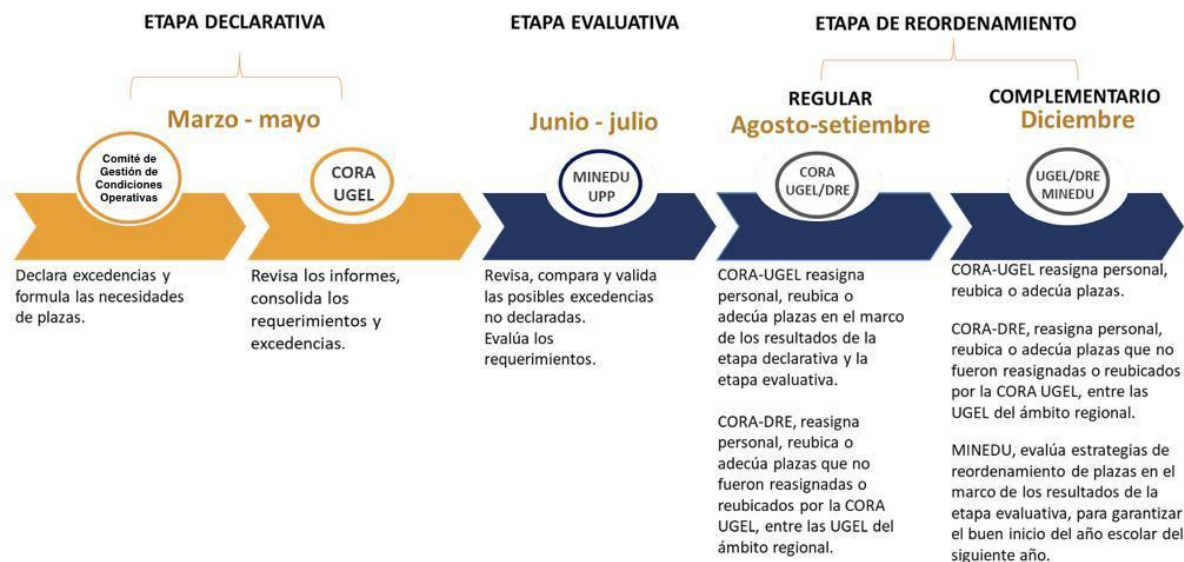 ETAPA DECLARATIVA
ETAPA EVALUATIVA
ETAPA DE REORDENAMIENTO
REGULAR
COMPLEMENTARIO
Marzo - mayo
Junio - julio
Agosto-setiembre
Diciembre
Comité de
Gestión de
Condiciones
Operativas
CORA
UGEL
MINEDU
UPP
CORA
UGEL/DRE
UGEL/DRE
MINEDU
Declara excedencias y
formula las necesidades
de plazas.
Revisa los informes,
consolida los
requerimientos y
excedencias.
Revisa, compara y valida
las posibles excedencias
no declaradas.
Evalúa los
requerimientos.
CORA-UGEL reasigna
personal, reubica o
adecúa plazas en el marco
de los resultados de la
etapa declarativa y la
etapa evaluativa.
CORA-DRE, reasigna
personal, reubica o
adecúa plazas que no
fueron reasignadas o
reubicados por la CORA
UGEL, entre las UGEL del
ámbito regional.
CORA-UGEL reasigna personal,
reubica o adecúa plazas.
CORA-DRE, reasigna personal,
reubica o adecúa plazas que no
fueron reasignadas o reubicados
por la CORA UGEL, entre las
UGEL del ámbito regional.
MINEDU, evalúa estrategias de
reordenamiento de plazas en el
marco de los resultados de la
etapa evaluativa, para garantizar
el buen inicio del año escolar del
siguiente año.